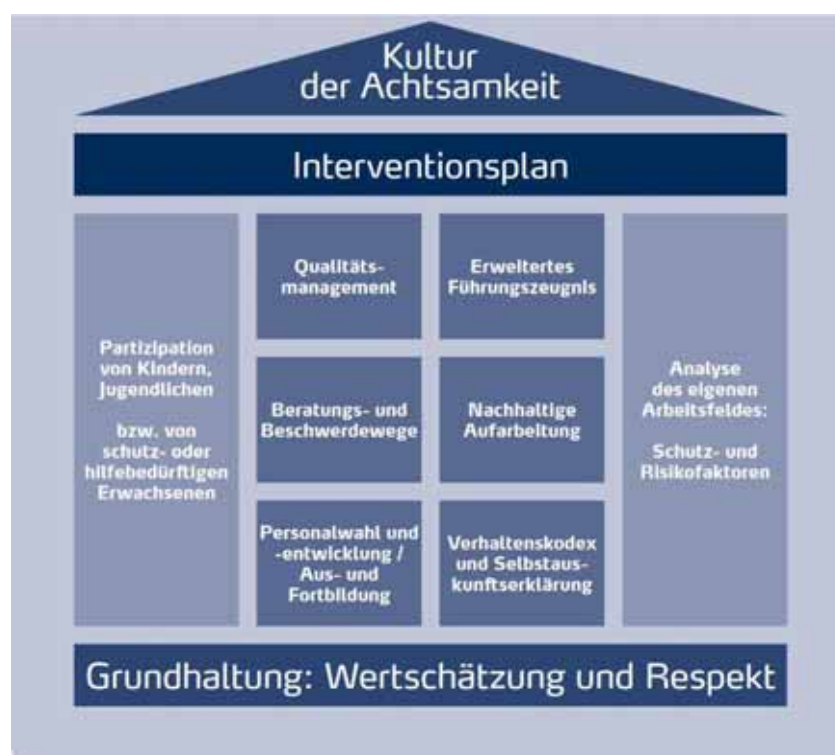 Kultur
der Achtsamkeit
Interventionsplan
Partizipation
von Kindern,
Jugendlichen
bzw. von
schutz- oder
hilfebedürftigen
Erwachsenen
Qualitäts-
management
Erweitertes
Führungszeugnis
Beratungs- und
Beschwerdewege
Nachhaltige
Aufarbeitung
Personalwahl und
-entwicklung /
Aus- und
Fortbildung
Verhaltenskodex
und Selbstaus-
kunftserklärung
Analyse
des eigenen
Arbeitsfeldes:
Schutz- und
Risikofaktoren
Grundhaltung: Wertschätzung und Respekt